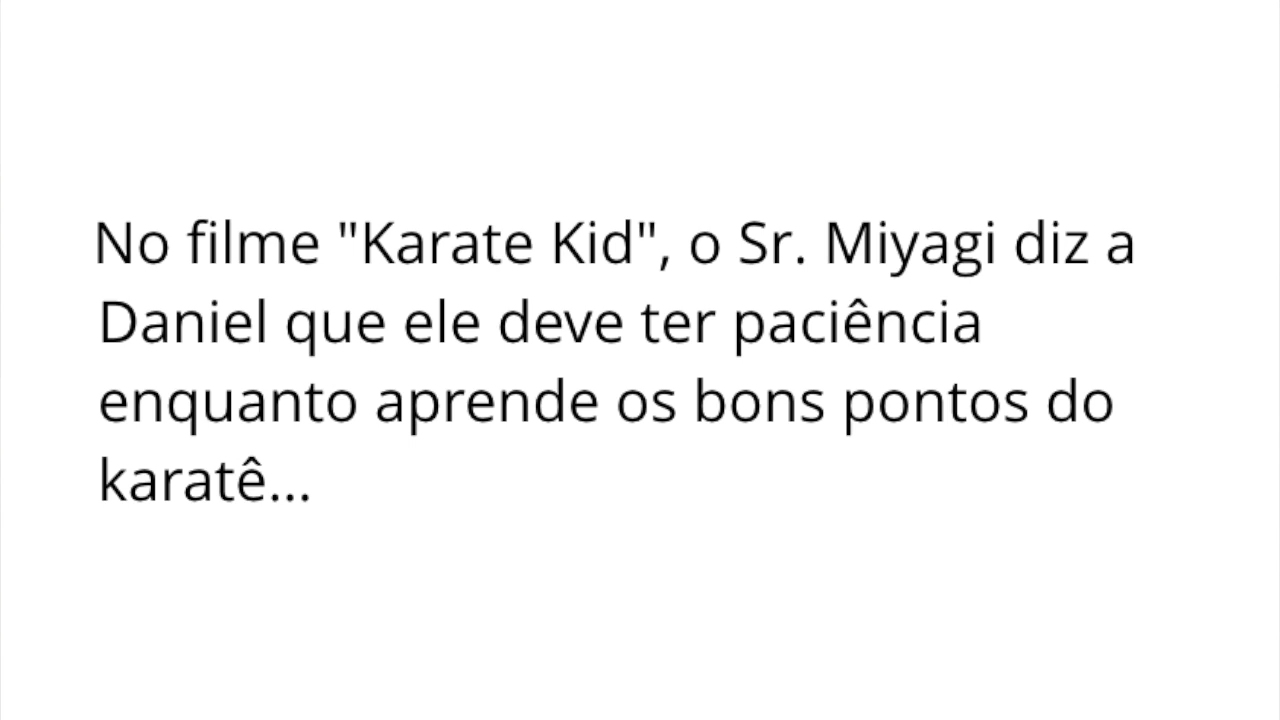 No filme "Karate Kid", o Sr. Miyagi diz a
Daniel que ele deve ter paciência
enquanto aprende os bons pontos do
karatê...